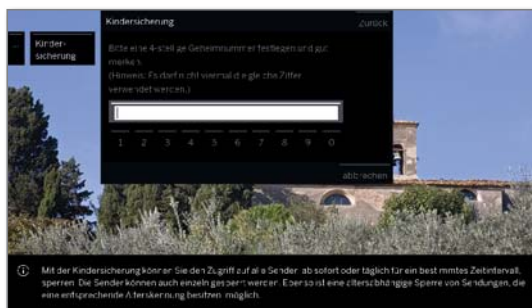 Kindersicherung
Zurück
...
Kinder-
sicherung
Bitte eine 4-stellige Geheimnummer festlegen und gut
merken.
(Hinweis: Es darf nicht viermal die gleiche Ziffer
verwendet werden.)
1 2 3 4 5 6 7 8 9 0
abbrechen
Mit der Kindersicherung können Sie den Zugriff auf alle Sender ab sofort oder täglich für ein bestimmtes Zeitintervall
sperren. Die Sender können auch einzeln gesperrt werden. Ebenso ist eine altersabhängige Sperre von Sendungen, die
eine entsprechende Alterskennung besitzen, möglich.